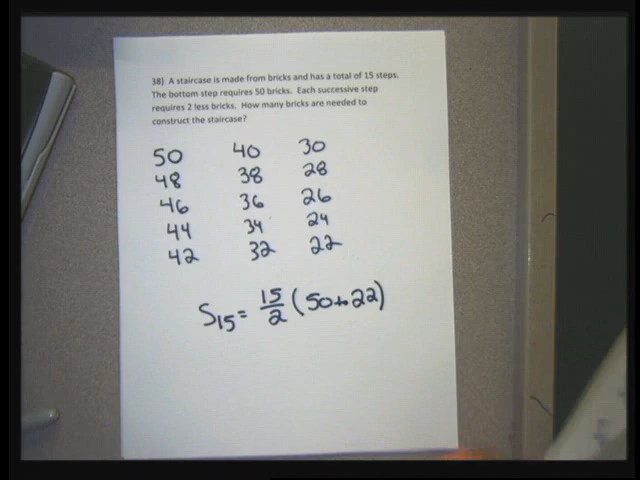 38) A staircase is made from bricks and has a total of 15 steps.
The bottom step requires 50 bricks. Each successive step
requires 2 less bricks. How many bricks are needed to
construct the staircase?
50 40 30
48 38 28
46 36 26
44 34 24
42 32 22
S₁₅ = 15/2 (50+22)